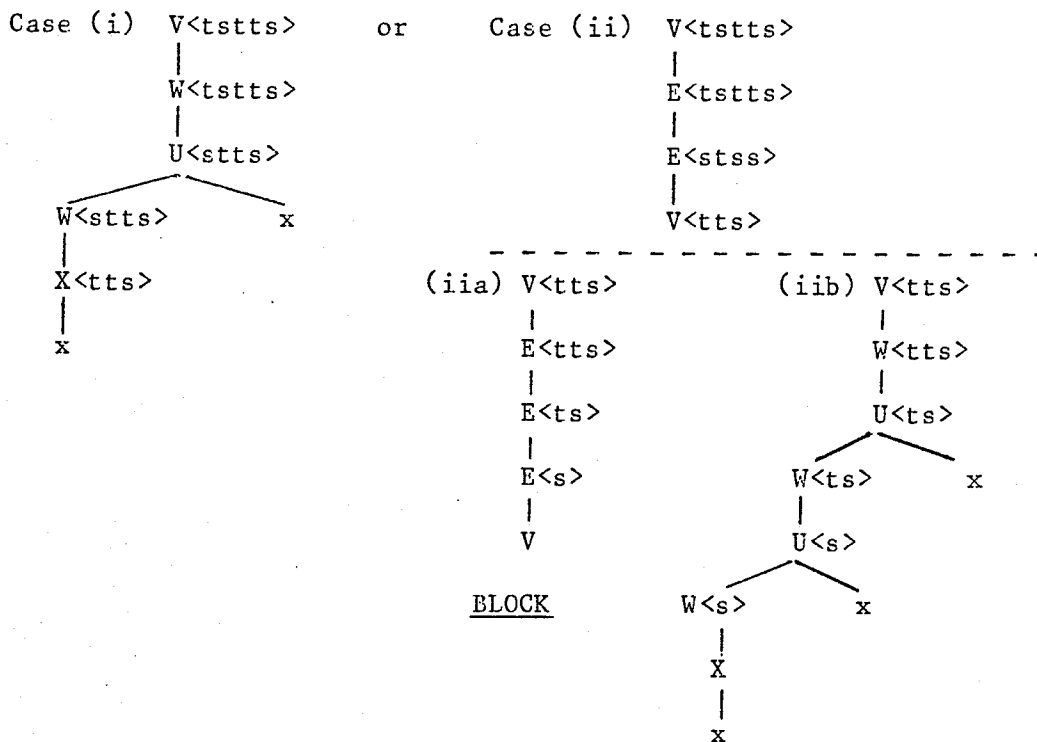 Case (i) V<tstts> or Case (ii) V<tstts>
W<tstts> E<tstts>
U<stts> E<stss>
W<stts> x V<tts>
X<tts> (iia) V<tts> (iib) V<tts>
x E<tts> W<tts>
E<ts> U<ts>
E<s> W<ts> x
V U<s>
BLOCK W<s> x
X
x